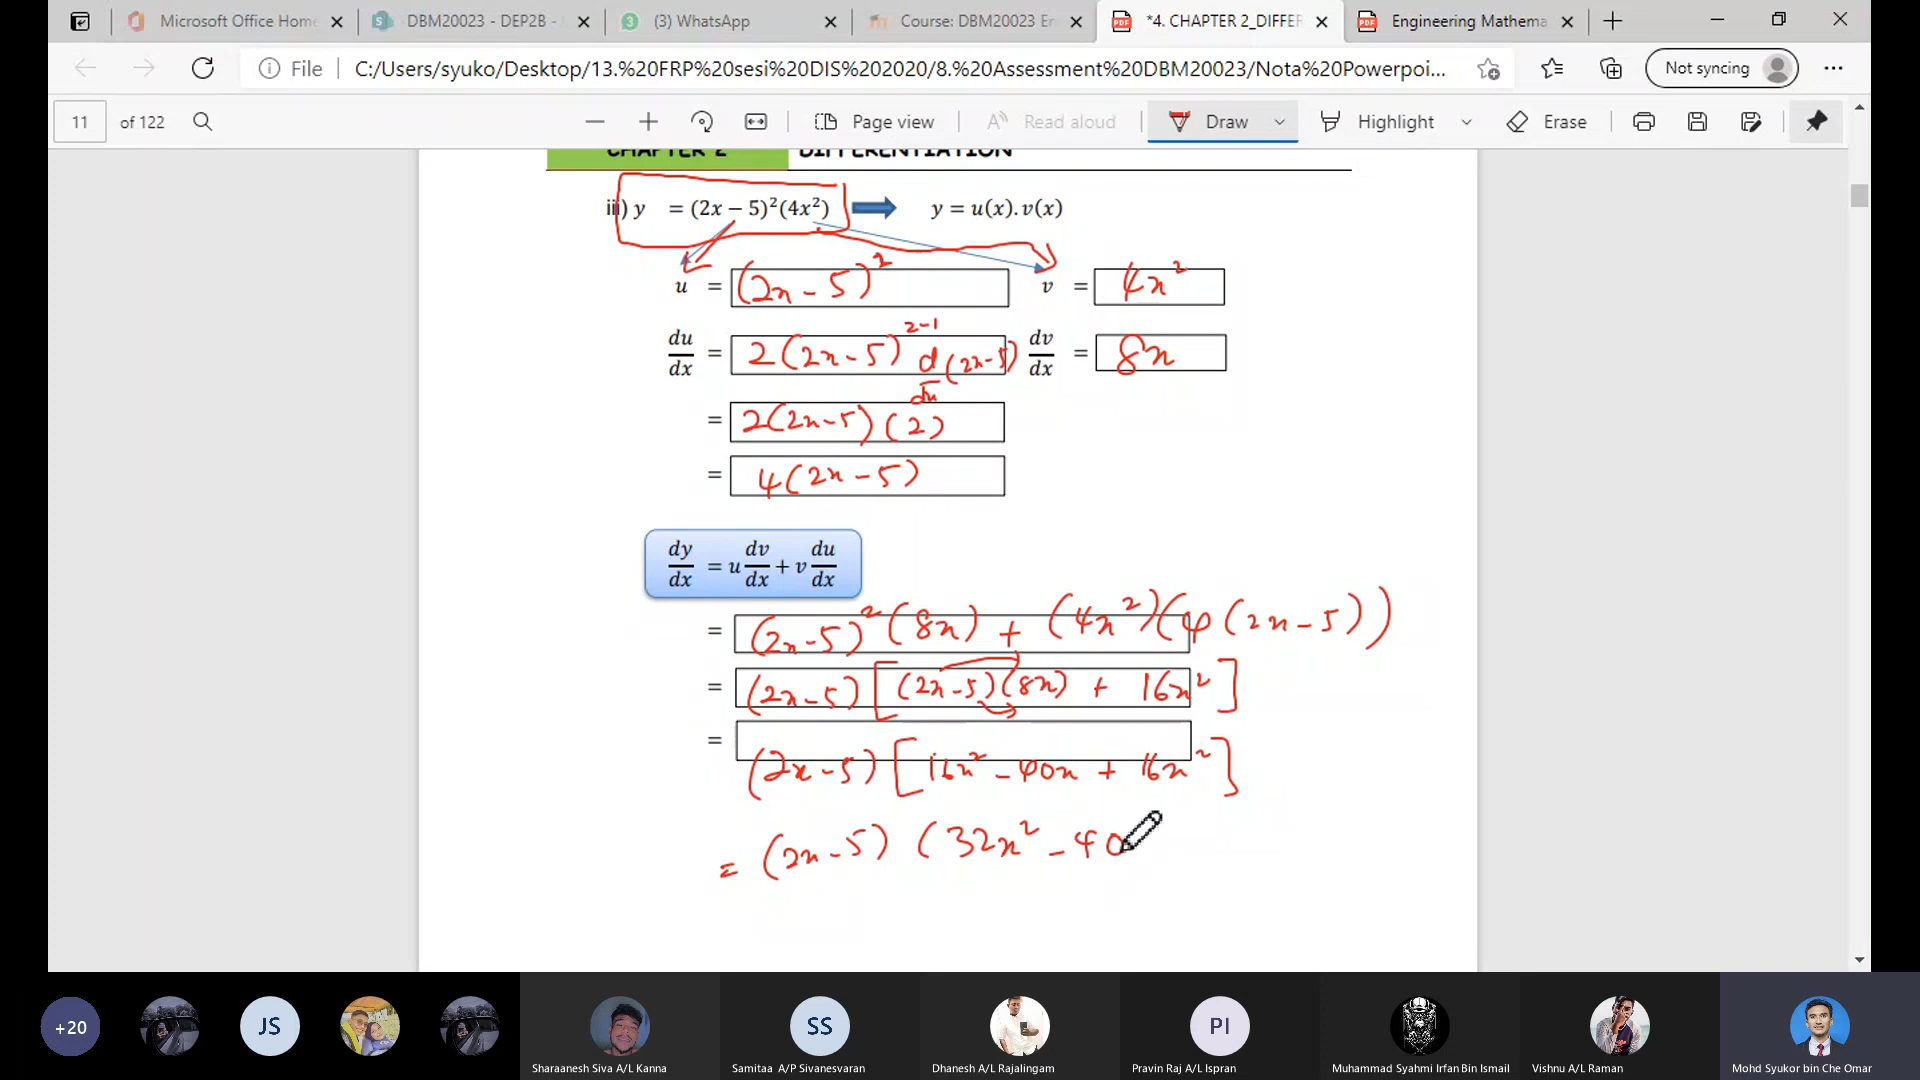 Microsoft Office Home
DBM20023 - DEP2B -
(3) WhatsApp
Course: DBM20023 En
*4. CHAPTER 2_DIFFER
Engineering Mathema
File C:/Users/syuko/Desktop/13.%20FRP%20sesi%20DIS%202020/8.%20Assessment%20DBM20023/Nota%20Powerpoi...
Not syncing
11 of 122
Page view
Read aloud
Draw
Highlight
Erase
CHAPTER 2 DIFFERENTIATION
iii) y = (2x − 5)²(4x²) y = u(x).v(x)
u = (2x - 5)² v = 4x²
du/dx = 2(2x-5)²⁻¹ d/dx (2x-5) dv/dx = 8x
= 2(2x-5)(2)
= 4(2x-5)
dy/dx = u dv/dx + v du/dx
= (2x-5)²(8x) + (4x²)(4(2x-5))
= (2x-5)[(2x-5)(8x) + 16x²]
=
(2x-5)[16x² - 40x + 16x²]
= (2x-5) (32x² - 40
+20
JS
SS
PI
Sharaanesh Siva A/L Kanna
Samitaa A/P Sivanesvaran
Dhanesh A/L Rajalingam
Pravin Raj A/L Ispran
Muhammad Syahmi Irfan Bin Ismail
Vishnu A/L Raman
Mohd Syukor bin Che Omar